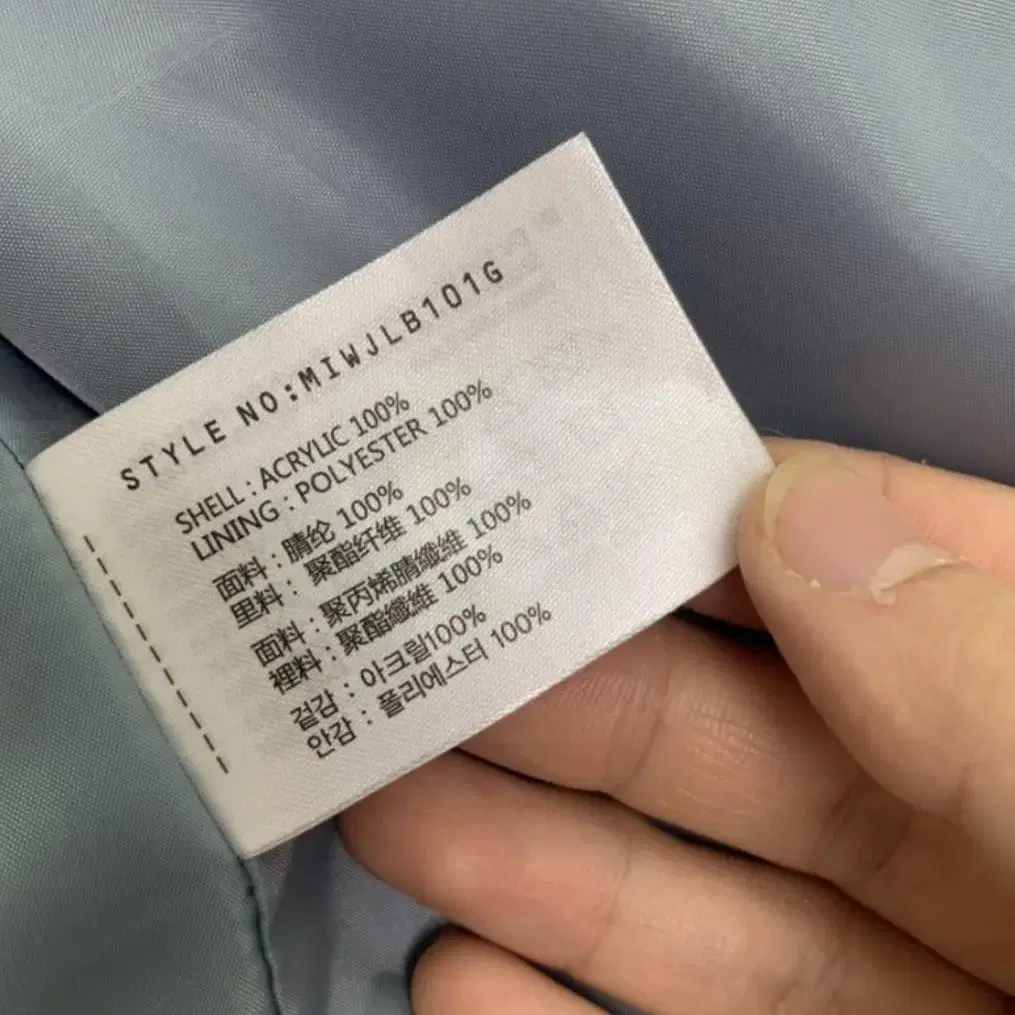 STYLE NO:MIWJLB101G
SHELL : ACRYLIC 100%
LINING : POLYESTER 100%
面料 : 腈纶 100%
里料 : 聚酯纤维 100%
面料 : 聚丙烯腈纖維 100%
裡料 : 聚酯纖維 100%
겉감 : 아크릴100%
안감 : 폴리에스터 100%